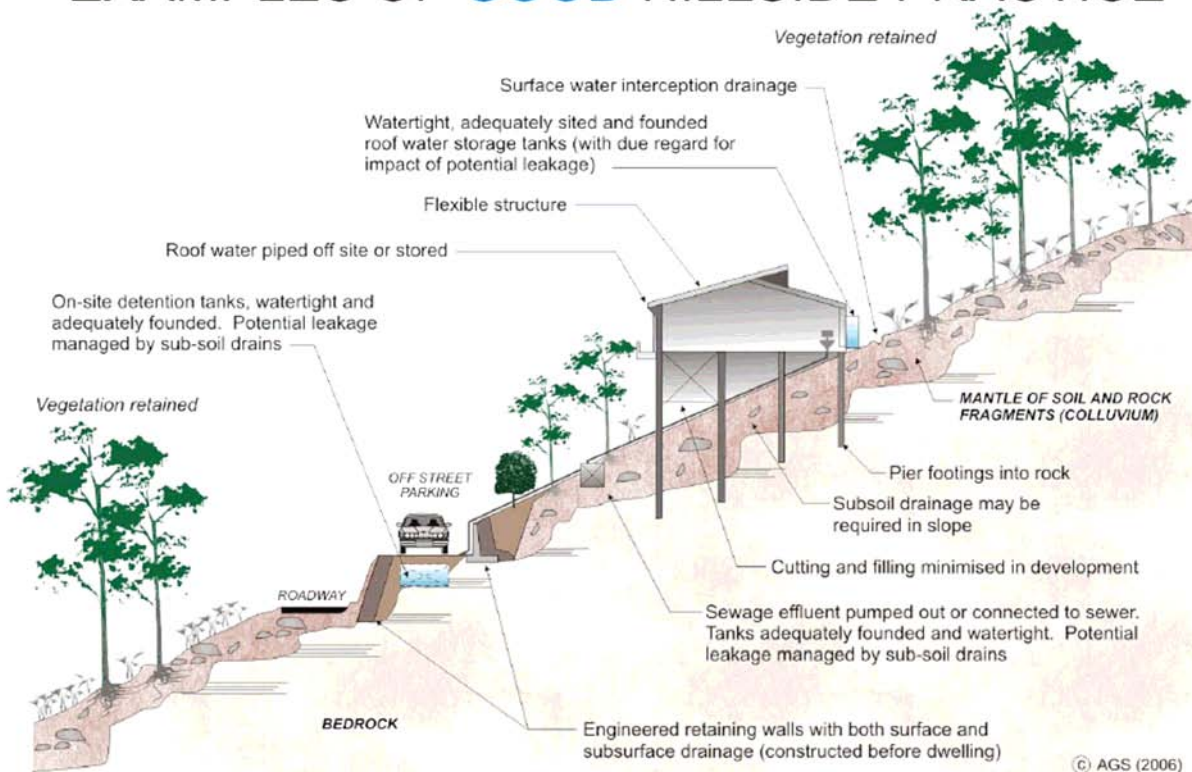 Vegetation retained
Surface water interception drainage
Watertight, adequately sited and founded
roof water storage tanks (with due regard for
impact of potential leakage)
Flexible structure
Roof water piped off site or stored
On-site detention tanks, watertight and
adequately founded. Potential leakage
managed by sub-soil drains
Vegetation retained
MANTLE OF SOIL AND ROCK
FRAGMENTS (COLLUVIUM)
OFF STREET
PARKING
Pier footings into rock
Subsoil drainage may be
required in slope
Cutting and filling minimised in development
ROADWAY
Sewage effluent pumped out or connected to sewer.
Tanks adequately founded and watertight. Potential
leakage managed by sub-soil drains
BEDROCK
Engineered retaining walls with both surface and
subsurface drainage (constructed before dwelling)
© AGS (2006)